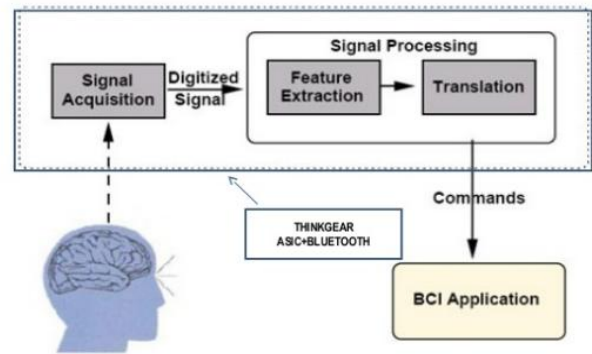 Signal Processing
Signal
Acquisition
Digitized
Signal
Feature
Extraction
Translation
Commands
THINKGEAR
ASIC+BLUETOOTH
BCI Application